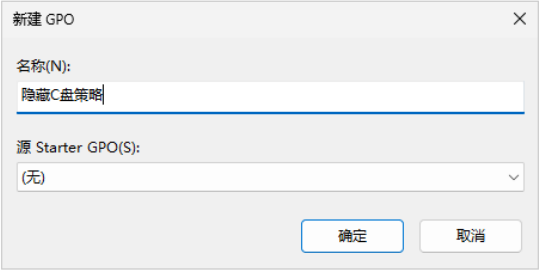 新建 GPO
名称(N):
隐藏C盘策略
源 Starter GPO(S):
(无)
确定
取消